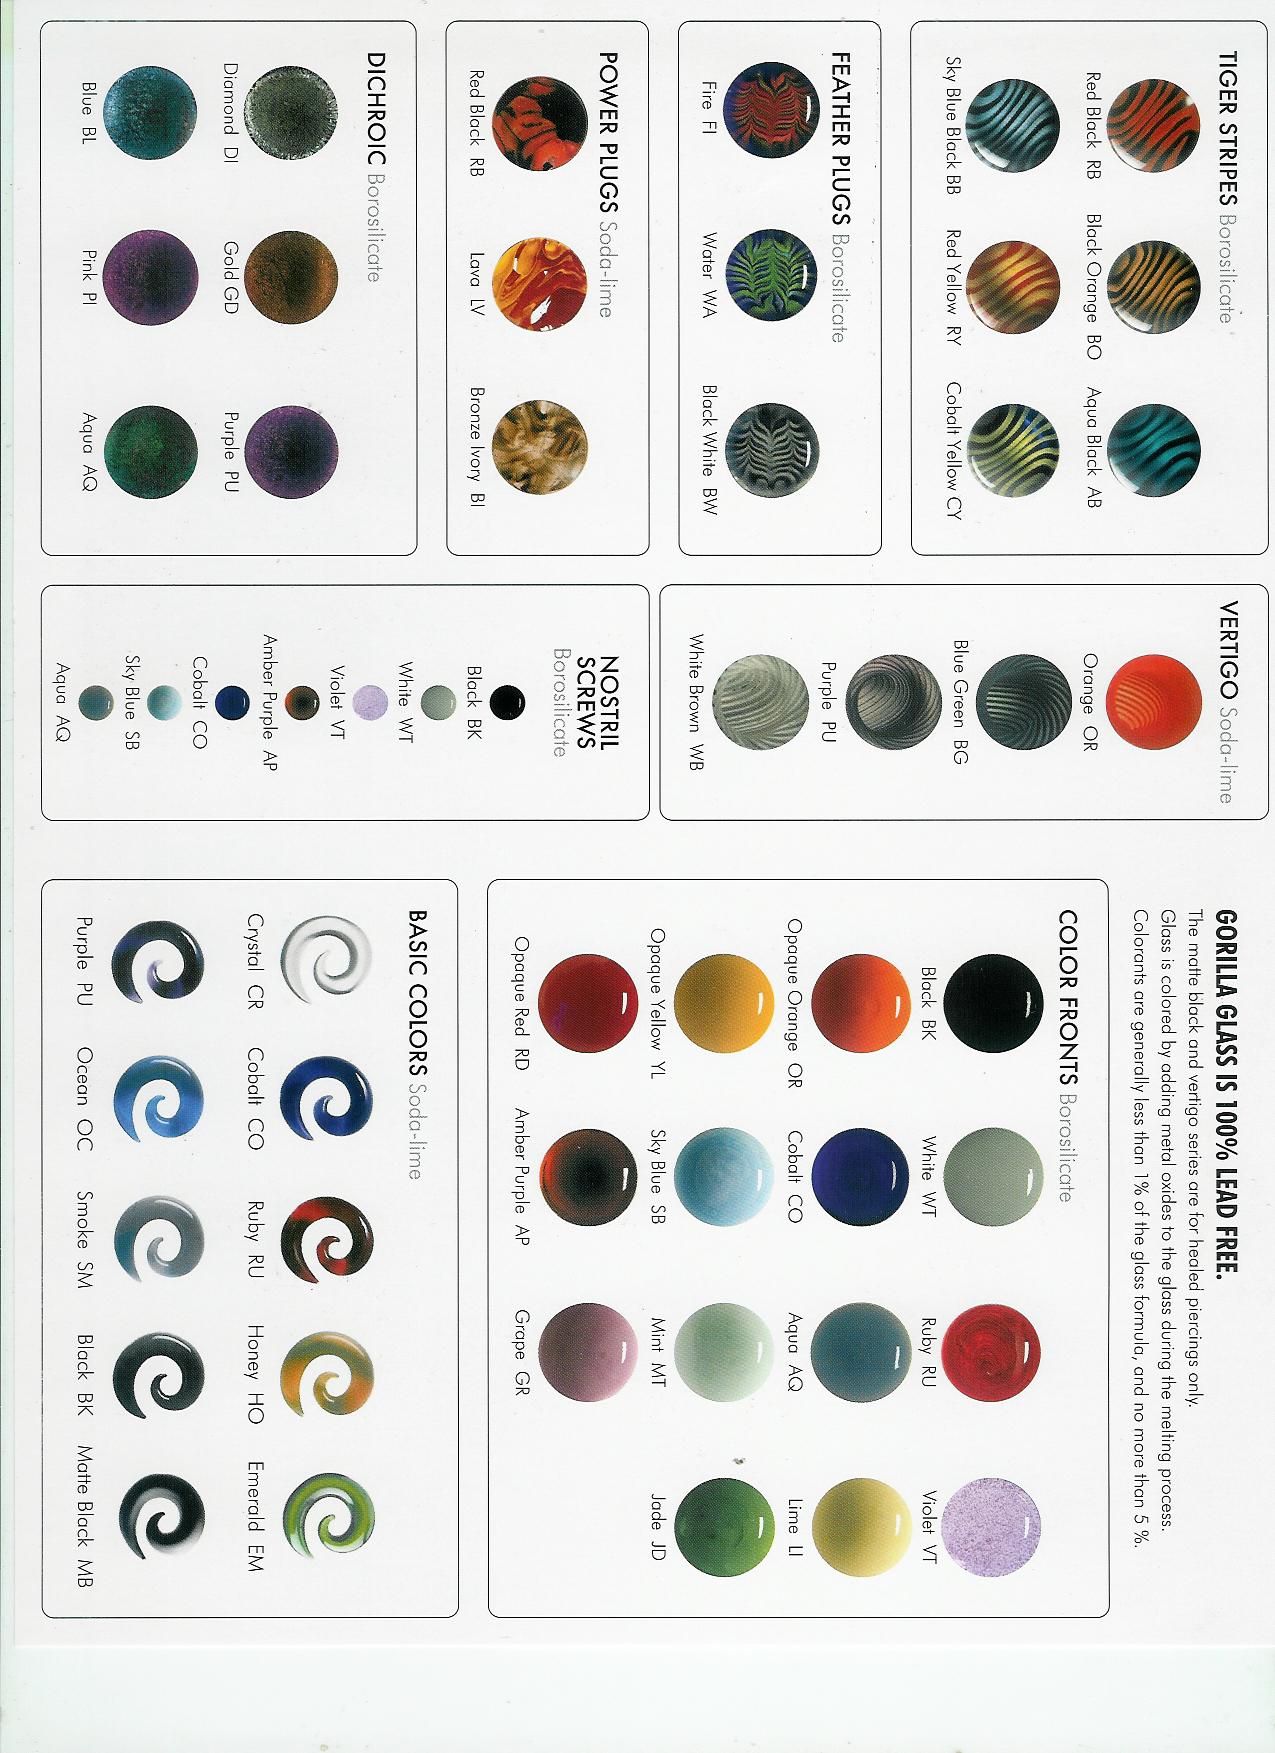 TIGER STRIPES Borosilicate
Red Black RB
Black Orange BO
Aqua Black AB
Sky Blue Black BB
Red Yellow RY
Cobalt Yellow CY
FEATHER PLUGS Borosilicate
Fire FI
Water WA
Black White BW
POWER PLUGS Soda-lime
Red Black RB
Lava LV
Bronze Ivory BI
DICHROIC Borosilicate
Diamond DI
Gold GD
Purple PU
Blue BL
Pink PI
Aqua AQ
VERTIGO Soda-lime
Orange OR
Blue Green BG
Purple PU
White Brown WB
NOSTRIL
SCREWS
Borosilicate
Black BK
White WT
Violet VT
Amber Purple AP
Cobalt CO
Sky Blue SB
Aqua AQ
GORILLA GLASS IS 100% LEAD FREE.
The matte black and vertigo series are for healed piercings only.
Glass is colored by adding metal oxides to the glass during the melting process.
Colorants are generally less than 1% of the glass formula, and no more than 5 %.
COLOR FRONTS Borosilicate
Black BK
White WT
Ruby RU
Violet VT
Opaque Orange OR
Cobalt CO
Aqua AQ
Lime LI
Opaque Yellow YL
Sky Blue SB
Mint MT
Jade JD
Opaque Red RD
Amber Purple AP
Grape GR
BASIC COLORS Soda-lime
Crystal CR
Cobalt CO
Ruby RU
Honey HO
Emerald EM
Purple PU
Ocean OC
Smoke SM
Black BK
Matte Black MB